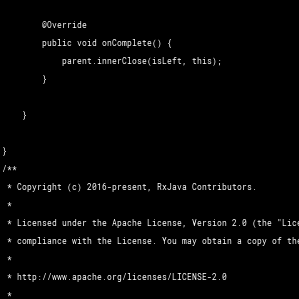 @Override
public void onComplete() {
parent.innerClose(isLeft, this);
}
}
}
/**
* Copyright (c) 2016-present, RxJava Contributors.
*
* Licensed under the Apache License, Version 2.0 (the "Lice
* compliance with the License. You may obtain a copy of the
*
* http://www.apache.org/licenses/LICENSE-2.0
*